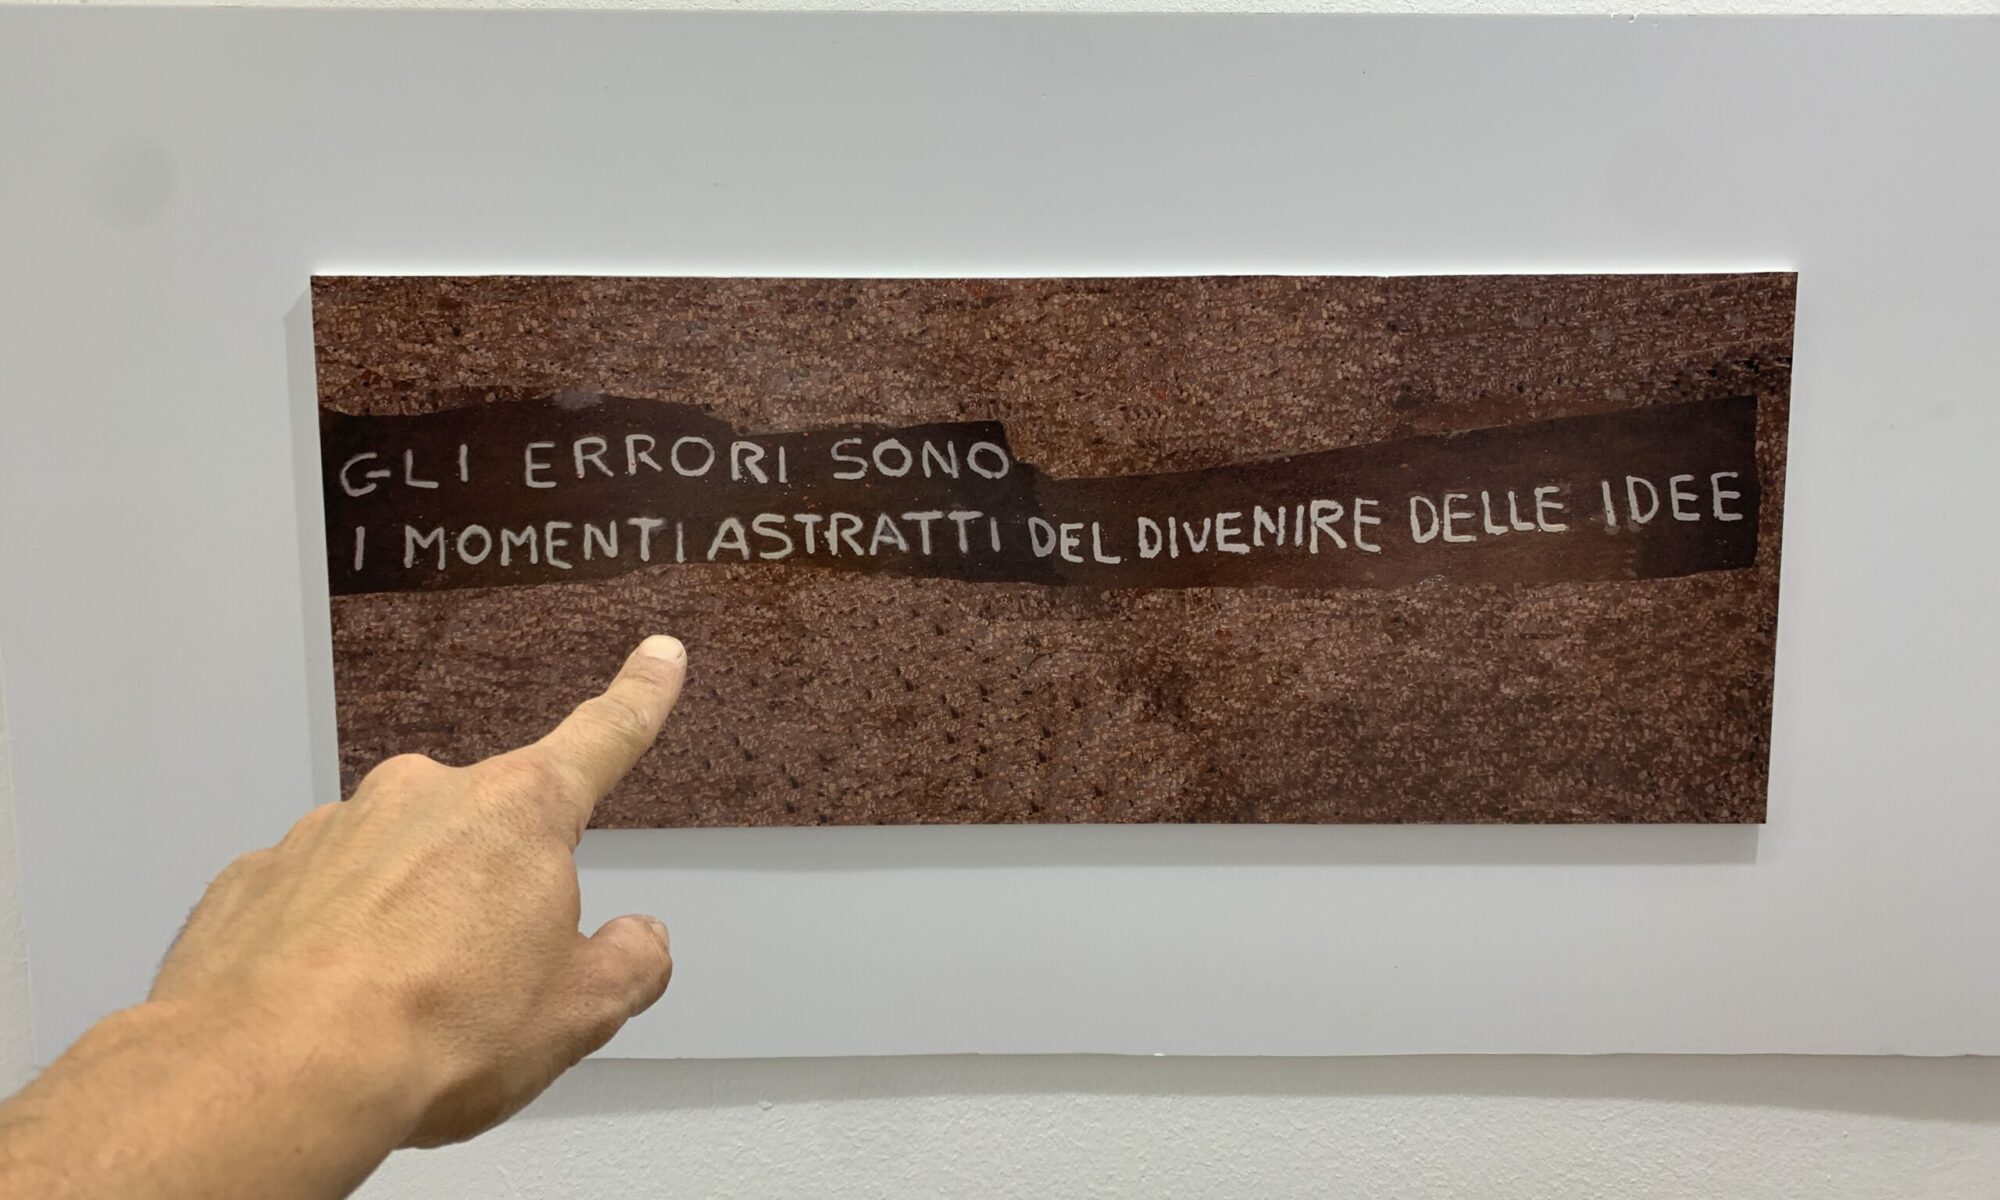 GLI ERRORI SONO
I MOMENTI ASTRATTI DEL DIVENIRE DELLE IDEE